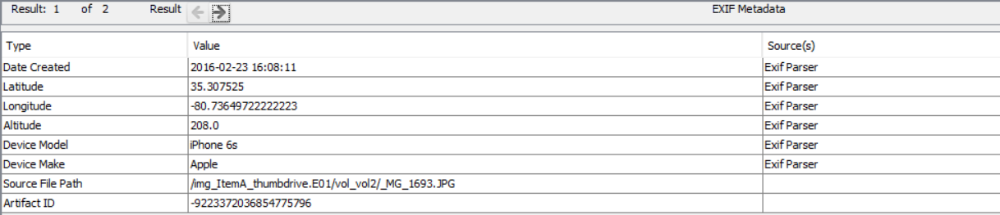 Result: 1 of 2 Result EXIF Metadata
Type Value Source(s)
Date Created 2016-02-23 16:08:11 Exif Parser
Latitude 35.307525 Exif Parser
Longitude -80.73649722222223 Exif Parser
Altitude 208.0 Exif Parser
Device Model iPhone 6s Exif Parser
Device Make Apple Exif Parser
Source File Path /img_ItemA_thumbdrive.E01/vol_vol2/_MG_1693.JPG
Artifact ID -9223372036854775796